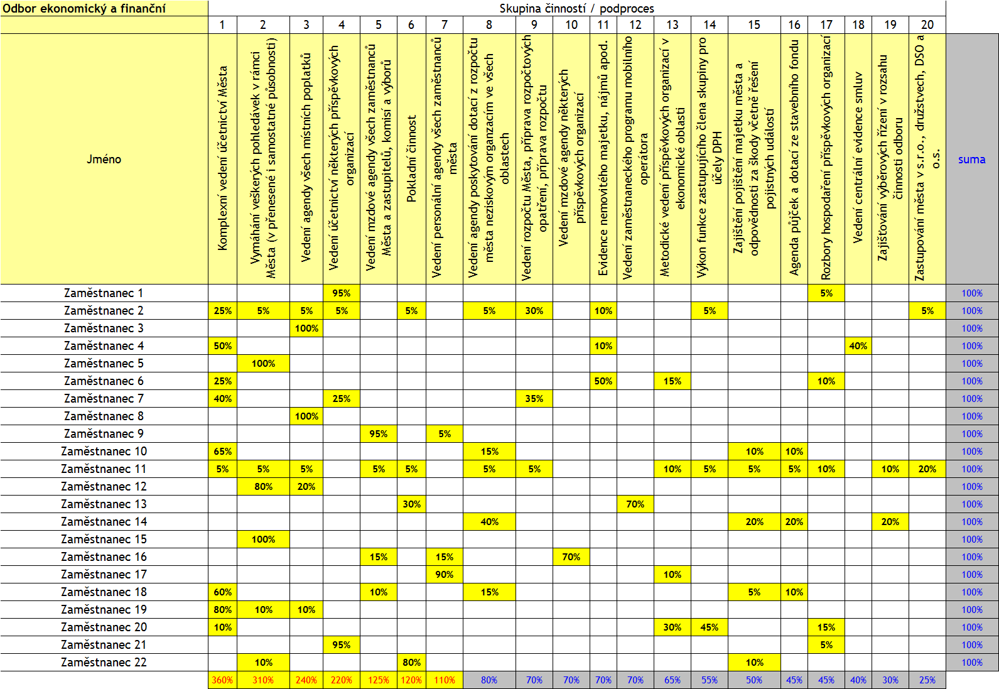 Odbor ekonomický a finanční Skupina činností / podproces
1 2 3 4 5 6 7 8 9 10 11 12 13 14 15 16 17 18 19 20
Jméno
Komplexní vedení účetnictví Města
Vymáhání veškerých pohledávek v rámci
Města (v přenesené i samostatné působnosti)
Vedení agendy všech místních poplatků
Vedení účetnictví některých příspěvkových
organizací
Vedení mzdové agendy všech zaměstnanců
Města a zastupitelů, komisí a výborů
Pokladní činnost
Vedení personální agendy všech zaměstnanců
města
Vedení agendy poskytování dotací z rozpočtu
města neziskovým organzacím ve všech
oblastech
Vedení rozpočtu Města, příprava rozpočtových
opatření, příprava rozpočtu
Vedení mzdové agendy některých
příspěvkových organizací
Evidence nemovitého majetku, nájmů apod.
Vedení zaměstnaneckého programu mobilního
operátora
Metodické vedení příspěvkových organizací v
ekonomické oblasti
Výkon funkce zastupujícího člena skupiny pro
účely DPH
Zajištění pojištění majetku města a
odpovědnosti za škody včetně řešení
pojistných událostí
Agenda půjček a dotací ze stavebního fondu
Rozbory hospodaření příspěvkových organizací
Vedení centrální evidence smluv
Zajišťování výběrových řízení v rozsahu
činnosti odboru
Zastupování města v s.r.o., družstvech, DSO a
o.s.
suma
Zaměstnanec 1 95% 5% 100%
Zaměstnanec 2 25% 5% 5% 5% 5% 5% 30% 10% 5% 5% 100%
Zaměstnanec 3 100% 100%
Zaměstnanec 4 50% 10% 40% 100%
Zaměstnanec 5 100% 100%
Zaměstnanec 6 25% 50% 15% 10% 100%
Zaměstnanec 7 40% 25% 35% 100%
Zaměstnanec 8 100% 100%
Zaměstnanec 9 95% 5% 100%
Zaměstnanec 10 65% 15% 10% 10% 100%
Zaměstnanec 11 5% 5% 5% 5% 5% 5% 5% 10% 5% 5% 5% 10% 10% 20% 100%
Zaměstnanec 12 80% 20% 100%
Zaměstnanec 13 30% 70% 100%
Zaměstnanec 14 40% 20% 20% 20% 100%
Zaměstnanec 15 100% 100%
Zaměstnanec 16 15% 15% 70% 100%
Zaměstnanec 17 90% 10% 100%
Zaměstnanec 18 60% 10% 15% 5% 10% 100%
Zaměstnanec 19 80% 10% 10% 100%
Zaměstnanec 20 10% 30% 45% 15% 100%
Zaměstnanec 21 95% 5% 100%
Zaměstnanec 22 10% 80% 10% 100%
360% 310% 240% 220% 125% 120% 110% 80% 70% 70% 70% 70% 65% 55% 50% 45% 45% 40% 30% 25%